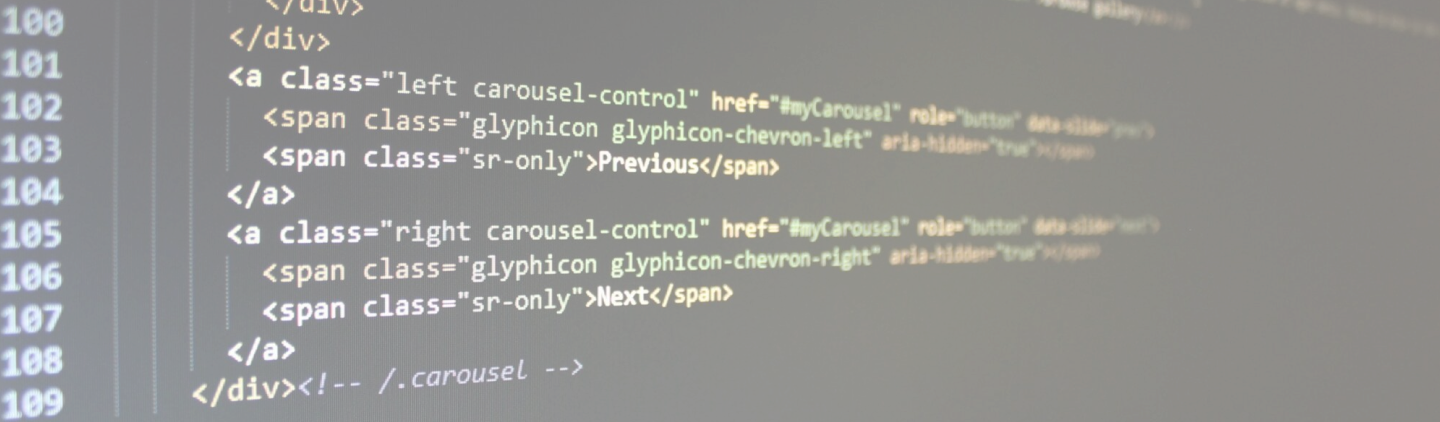 </div>
100 </div>
101 <a class="left carousel-control" href="#myCarousel" role="button" data-slide="prev">
102 <span class="glyphicon glyphicon-chevron-left" aria-hidden="true"></span>
103 <span class="sr-only">Previous</span>
104 </a>
105 <a class="right carousel-control" href="#myCarousel" role="button" data-slide="next">
106 <span class="glyphicon glyphicon-chevron-right" aria-hidden="true"></span>
107 <span class="sr-only">Next</span>
108 </a>
109 </div><!-- /.carousel -->